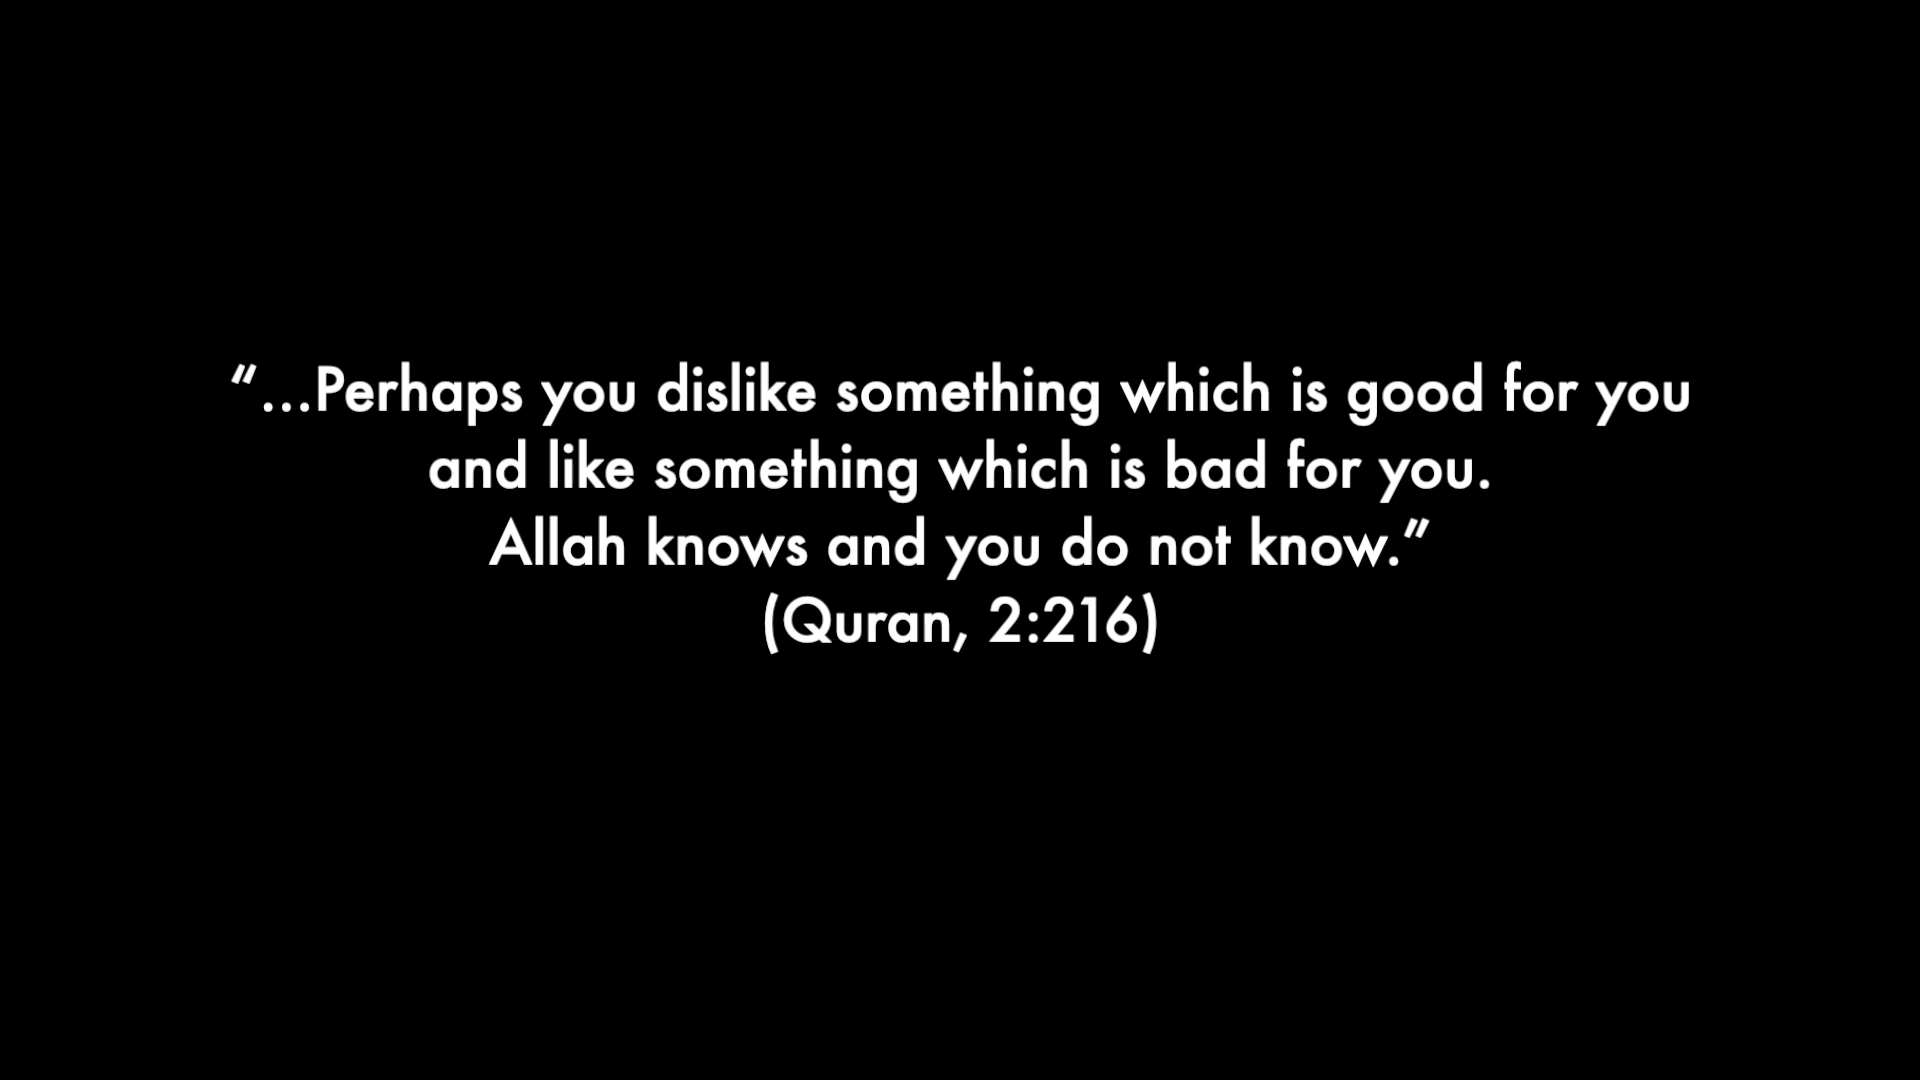 “...Perhaps you dislike something which is good for you
and like something which is bad for you.
Allah knows and you do not know.”
(Quran, 2:216)